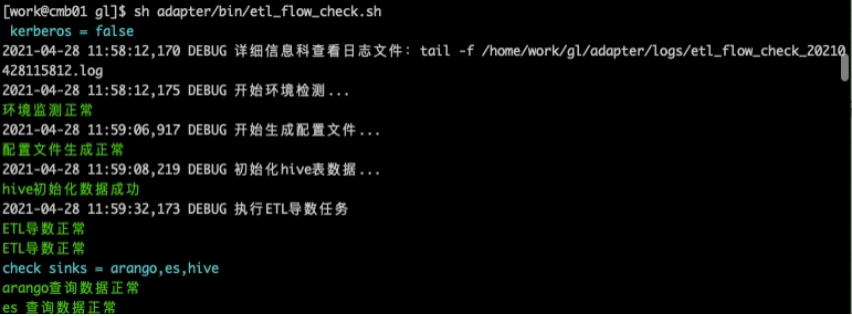 [work@cmb01 gl]$ sh adapter/bin/etl_flow_check.sh
kerberos = false
2021-04-28 11:58:12,170 DEBUG 详细信息科查看日志文件：tail -f /home/work/gl/adapter/logs/etl_flow_check_20210
428115812.log
2021-04-28 11:58:12,175 DEBUG 开始环境检测...
环境监测正常
2021-04-28 11:59:06,917 DEBUG 开始生成配置文件...
配置文件生成正常
2021-04-28 11:59:08,219 DEBUG 初始化hive表数据...
hive初始化数据成功
2021-04-28 11:59:32,173 DEBUG 执行ETL导数任务
ETL导数正常
ETL导数正常
check sinks = arango,es,hive
arango查询数据正常
es 查询数据正常